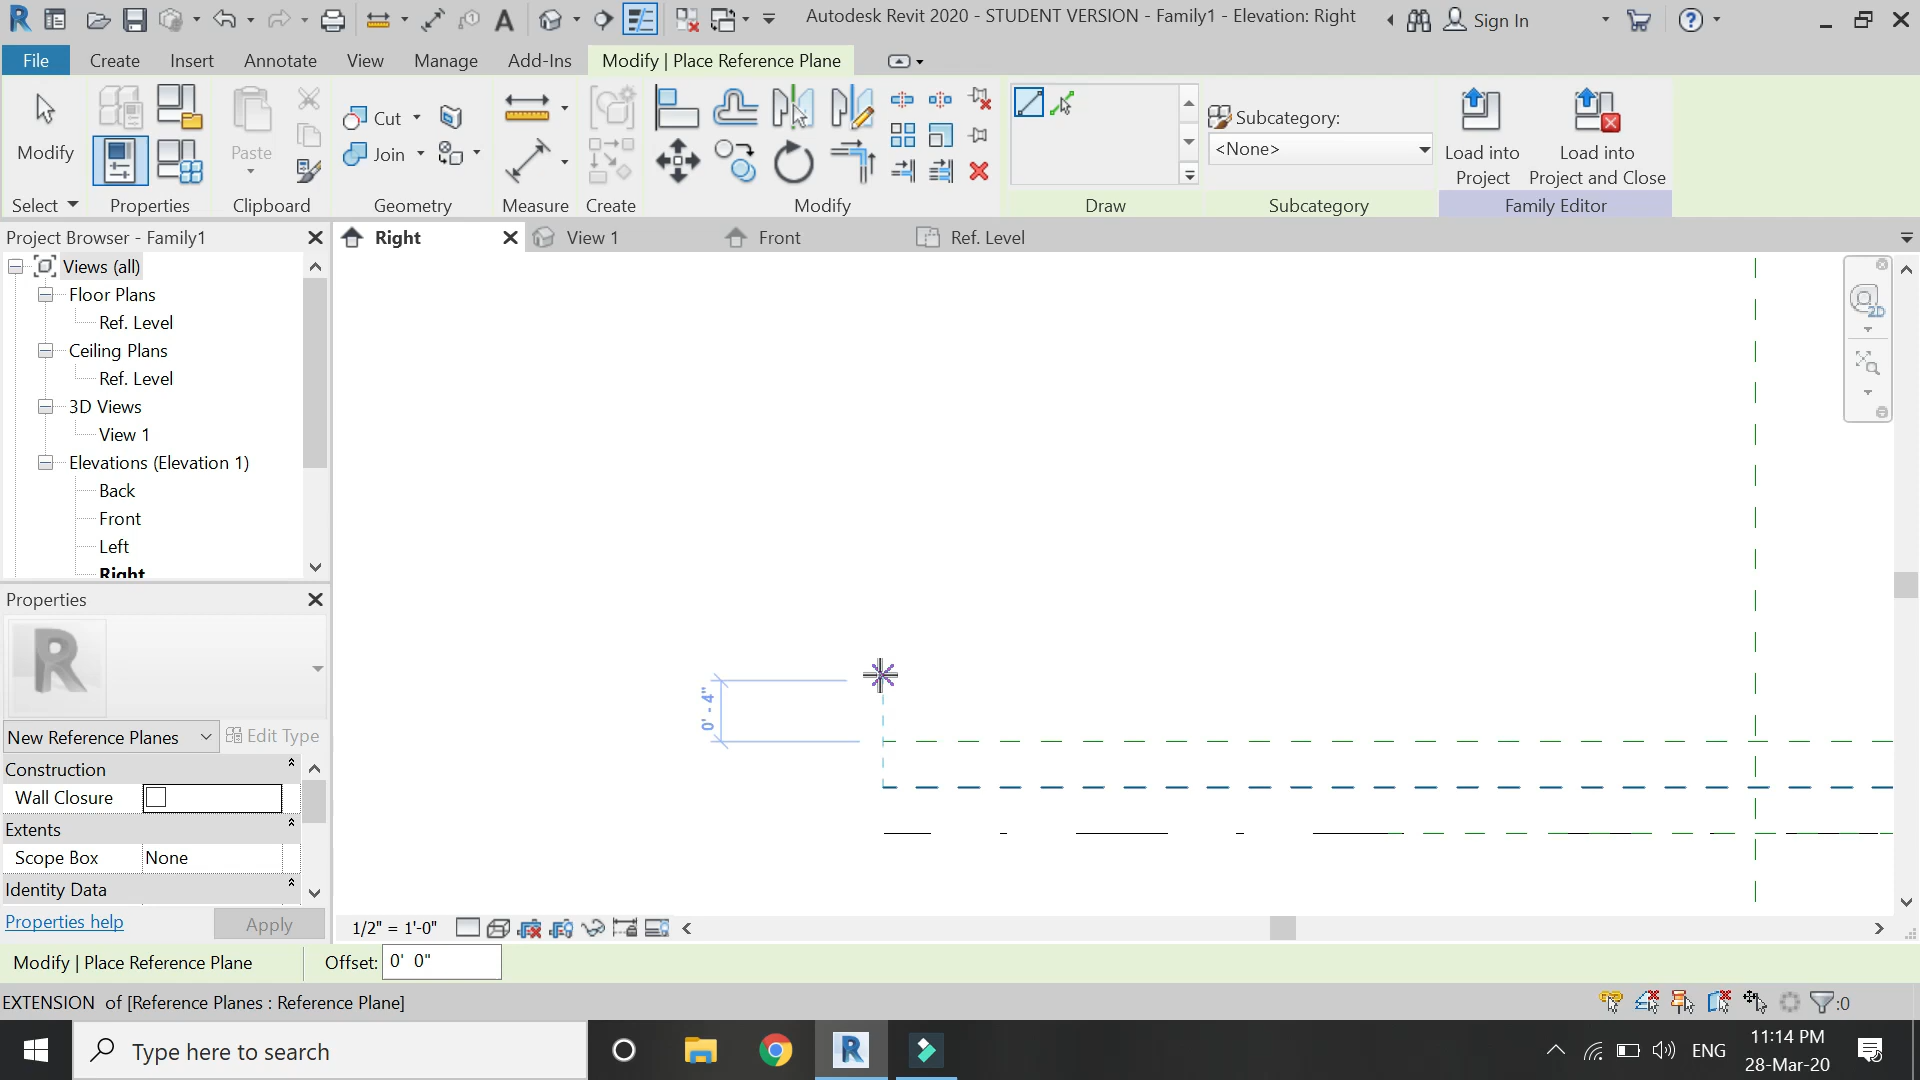 Autodesk Revit 2020 - STUDENT VERSION - Family1 - Elevation: Right
Sign In
File
Create
Insert
Annotate
View
Manage
Add-Ins
Modify | Place Reference Plane
Modify
Paste
Cut
Join
Subcategory:
<None>
Load into
Project
Load into
Project and Close
Select
Properties
Clipboard
Geometry
Measure
Create
Modify
Draw
Subcategory
Family Editor
Project Browser - Family1
Right
View 1
Front
Ref. Level
Views (all)
Floor Plans
Ref. Level
Ceiling Plans
Ref. Level
3D Views
View 1
Elevations (Elevation 1)
Back
Front
Left
Right
2D
Properties
R
New Reference Planes
Edit Type
Construction
Wall Closure
Extents
Scope Box
None
Identity Data
Properties help
Apply
0' - 4"
1/2" = 1'-0"
Modify | Place Reference Plane
Offset:
0' 0"
EXTENSION of [Reference Planes : Reference Plane]
:0
Type here to search
ENG
11:14 PM
28-Mar-20